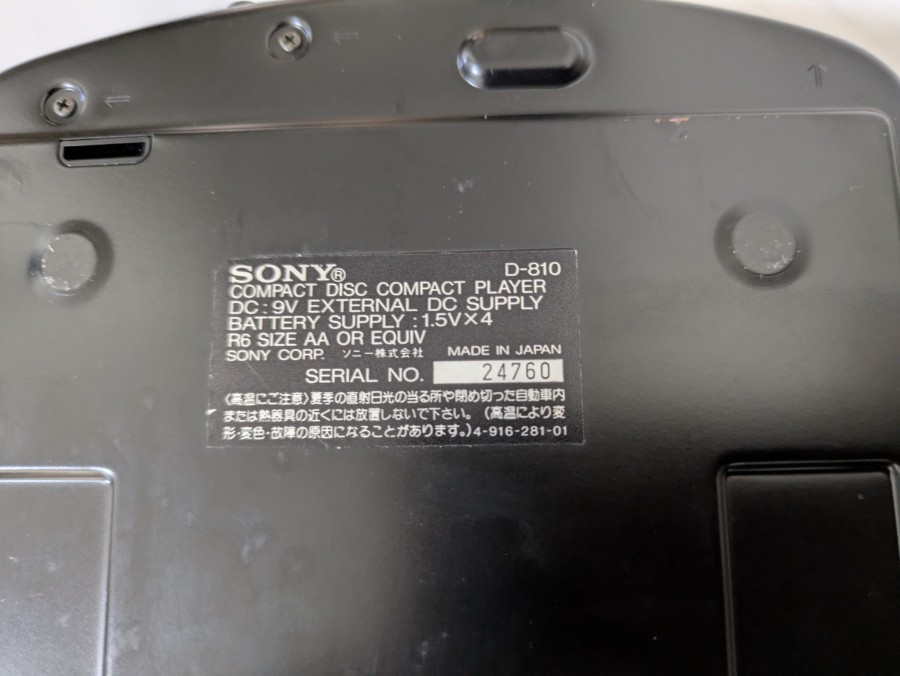 SONY® D-810
COMPACT DISC COMPACT PLAYER
DC : 9V EXTERNAL DC SUPPLY
BATTERY SUPPLY : 1.5V×4
R6 SIZE AA OR EQUIV
SONY CORP. ソニー株式会社 MADE IN JAPAN
SERIAL NO. 24760
〈高温にご注意〉夏季の直射日光の当る所や閉め切った自動車内
または熱器具の近くには放置しないで下さい。(高温により変
形・変色・故障の原因になることがあります。)4-916-281-01